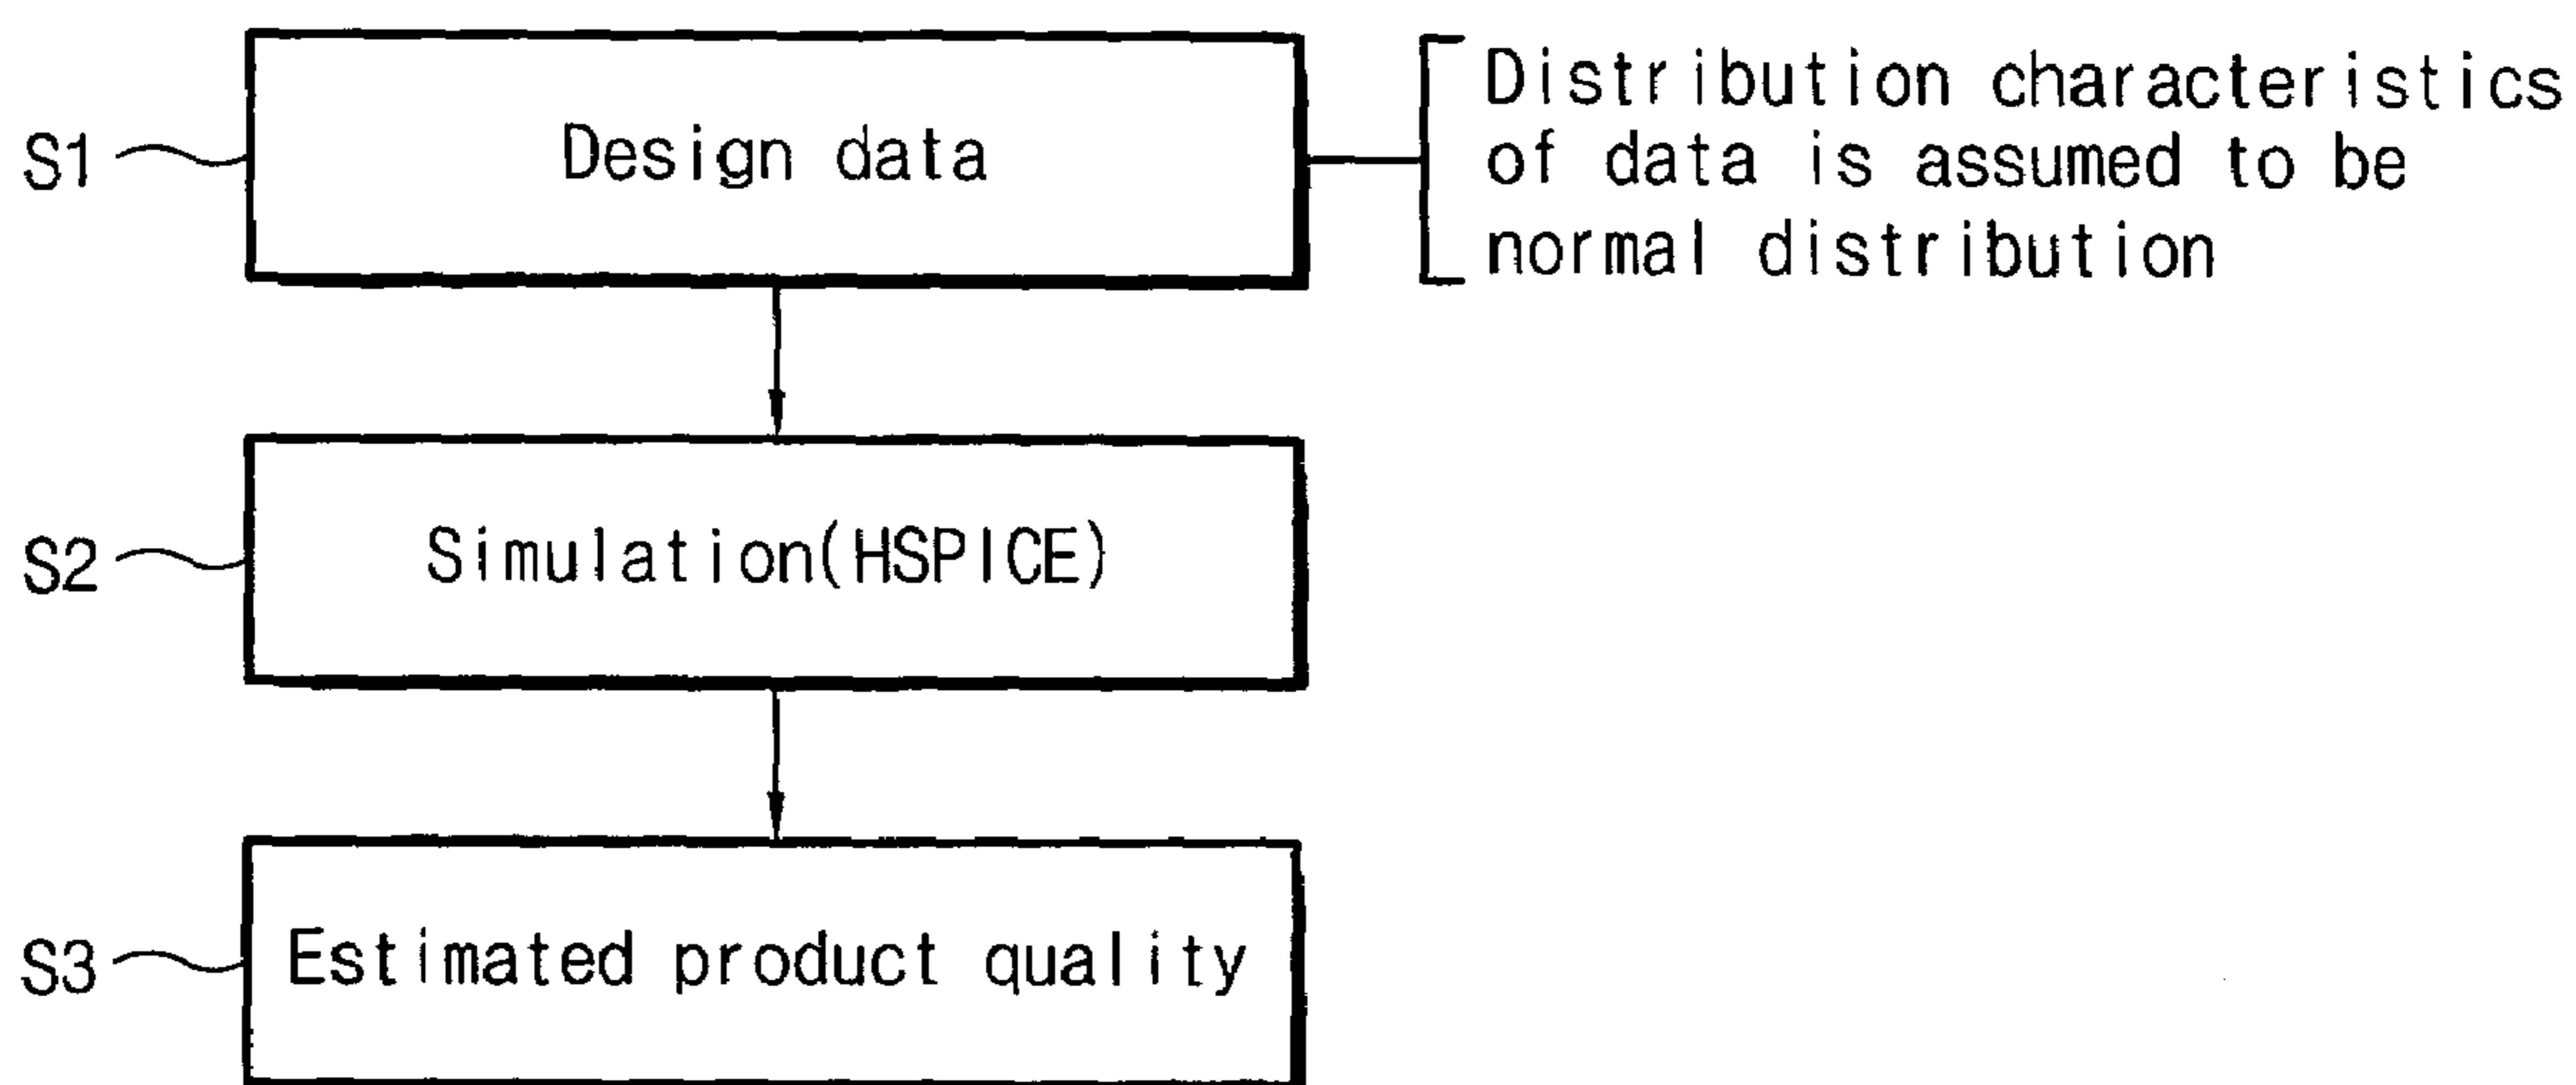 S1
Design data
Distribution characteristics
of data is assumed to be
normal distribution
S2
Simulation(HSPICE)
S3
Estimated product quality